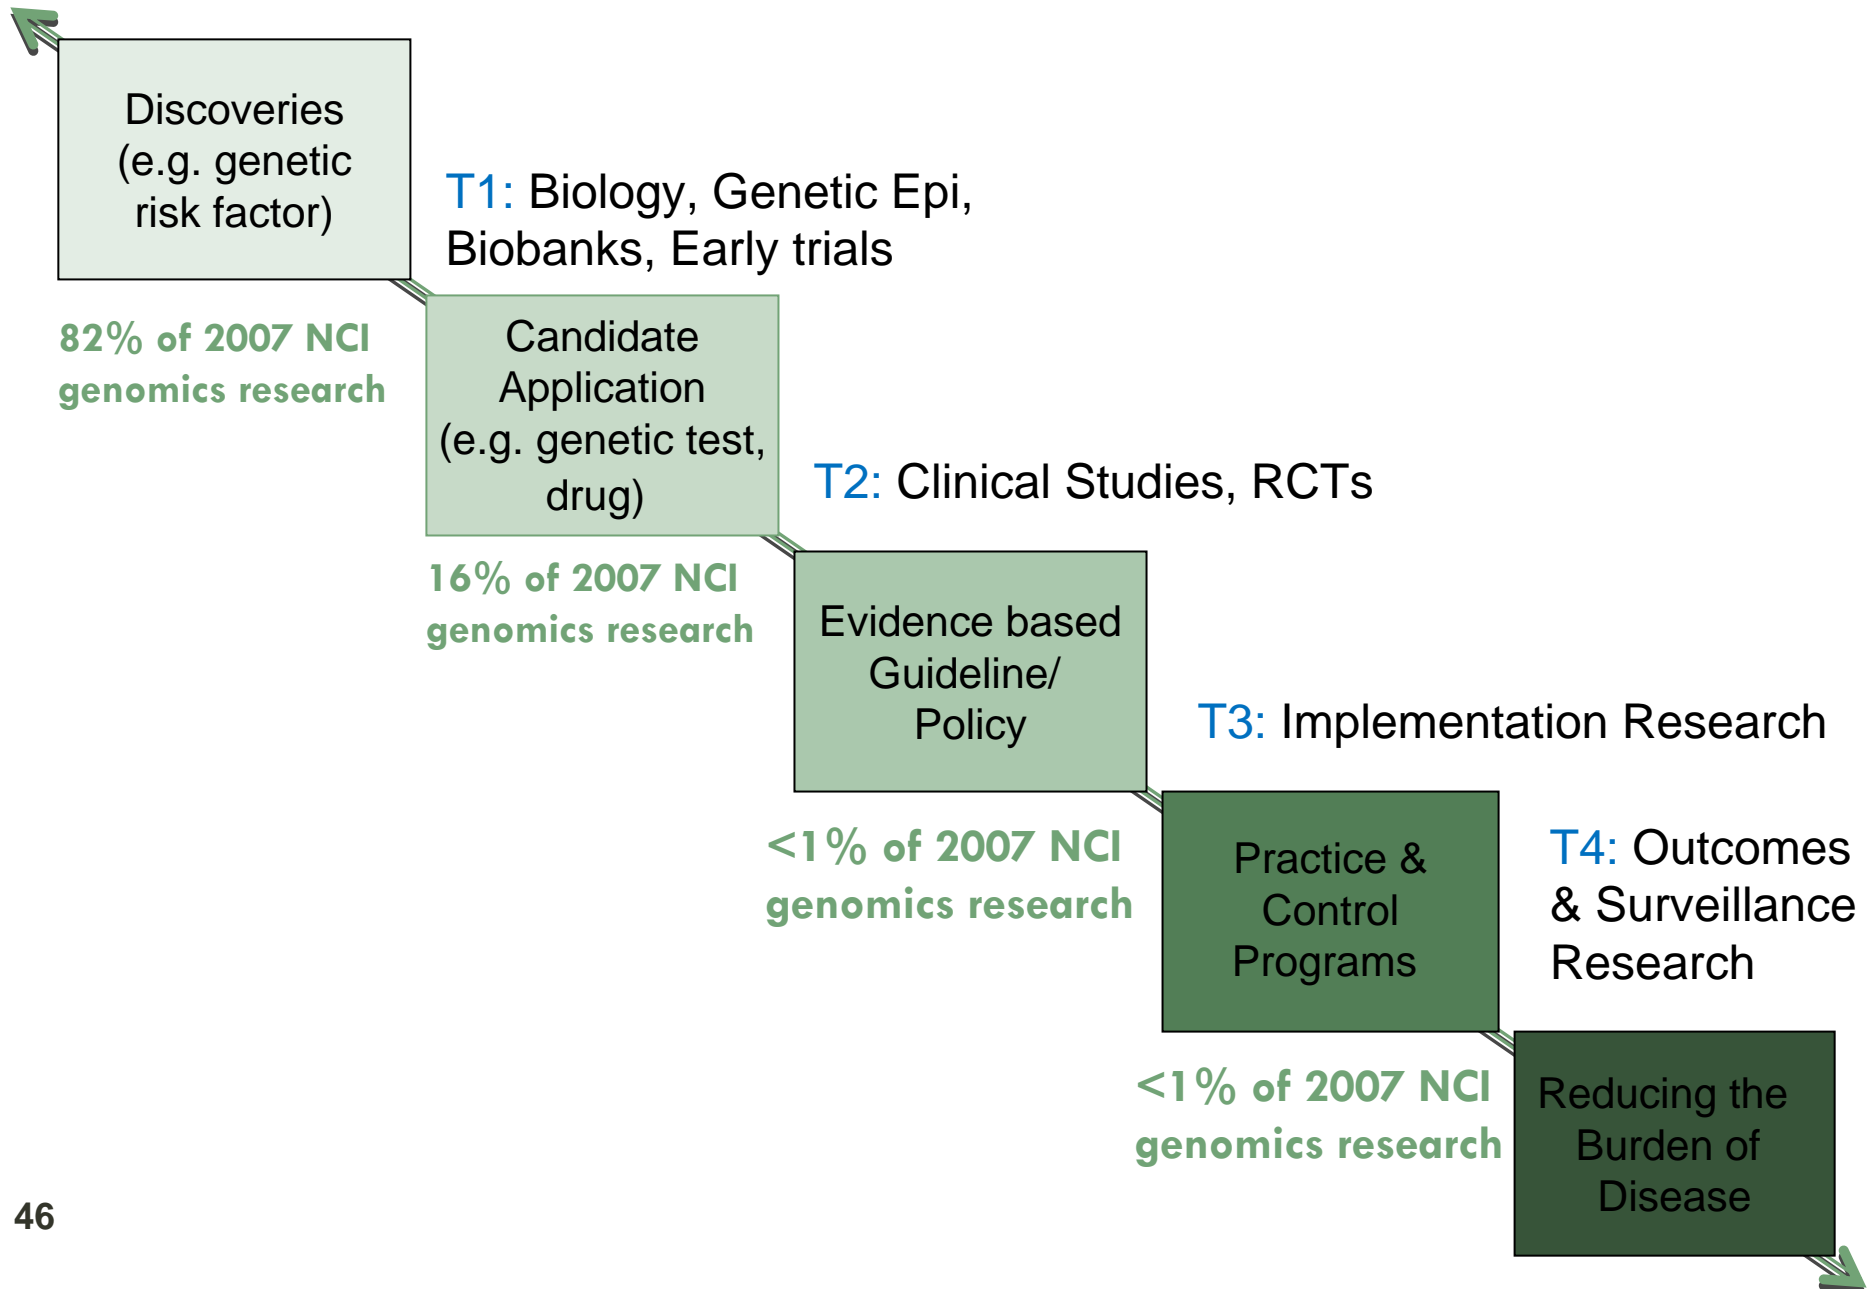 Discoveries
(e.g. genetic
risk factor)
T1: Biology, Genetic Epi,
Biobanks, Early trials
82% of 2007 NCI
genomics research
Candidate
Application
(e.g. genetic test,
drug)
T2: Clinical Studies, RCTs
16% of 2007 NCI
genomics research
Evidence based
Guideline/
Policy
T3: Implementation Research
<1% of 2007 NCI
genomics research
Practice &
Control
Programs
T4: Outcomes
& Surveillance
Research
<1% of 2007 NCI
genomics research
Reducing the
Burden of
Disease
46